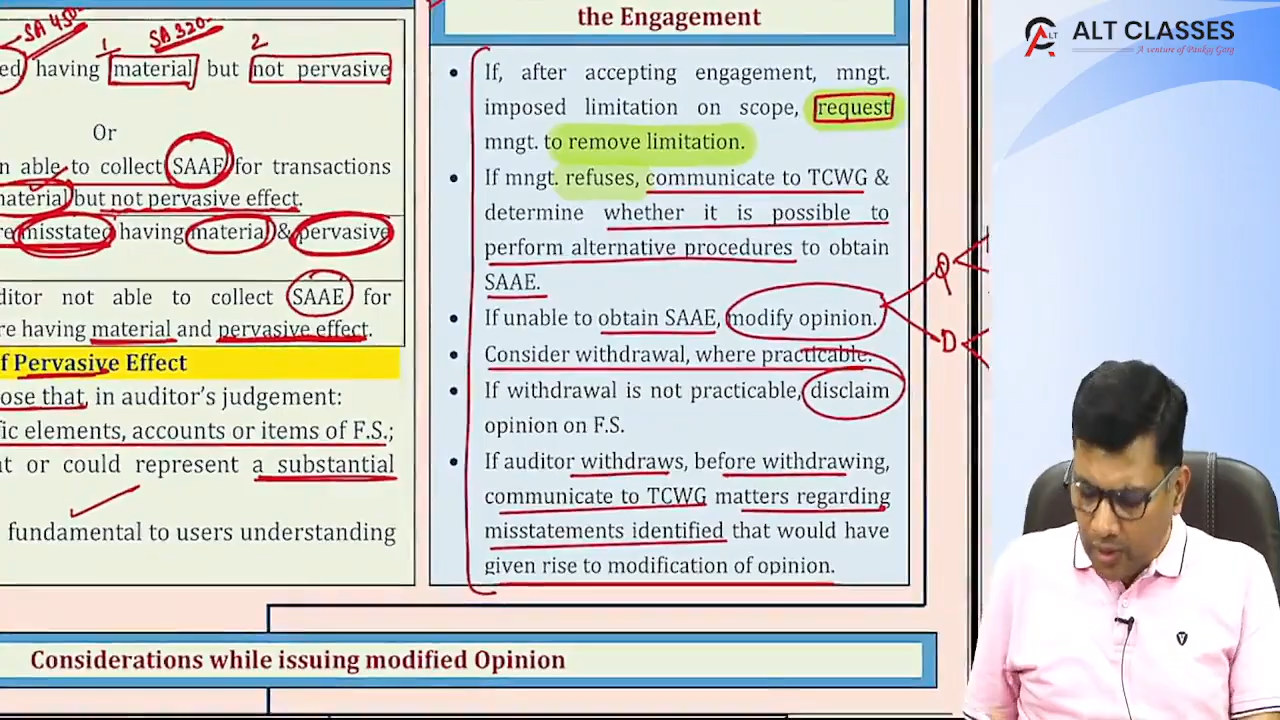 SA 450
SA 320
1
2
ed having material but not pervasive
Or
n able to collect SAAE for transactions
material but not pervasive effect.
re misstated having material & pervasive
ditor not able to collect SAAE for
re having material and pervasive effect.
f Pervasive Effect
ose that, in auditor's judgement:
fic elements, accounts or items of F.S.;
nt or could represent a substantial
fundamental to users understanding
the Engagement
• If, after accepting engagement, mngt.
imposed limitation on scope, request
mngt. to remove limitation.
• If mngt. refuses, communicate to TCWG &
determine whether it is possible to
perform alternative procedures to obtain
SAAE.
• If unable to obtain SAAE, modify opinion.
• Consider withdrawal, where practicable.
• If withdrawal is not practicable, disclaim
opinion on F.S.
• If auditor withdraws, before withdrawing,
communicate to TCWG matters regarding
misstatements identified that would have
given rise to modification of opinion.
Q
D
Considerations while issuing modified Opinion
ALT
ALT CLASSES
A venture of Pankaj Garg